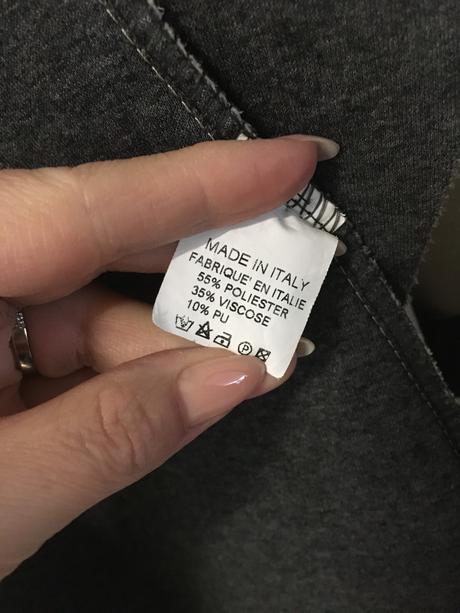 MADE IN ITALY
FABRIQUE' EN ITALIE
55% POLIESTER
35% VISCOSE
10% PU